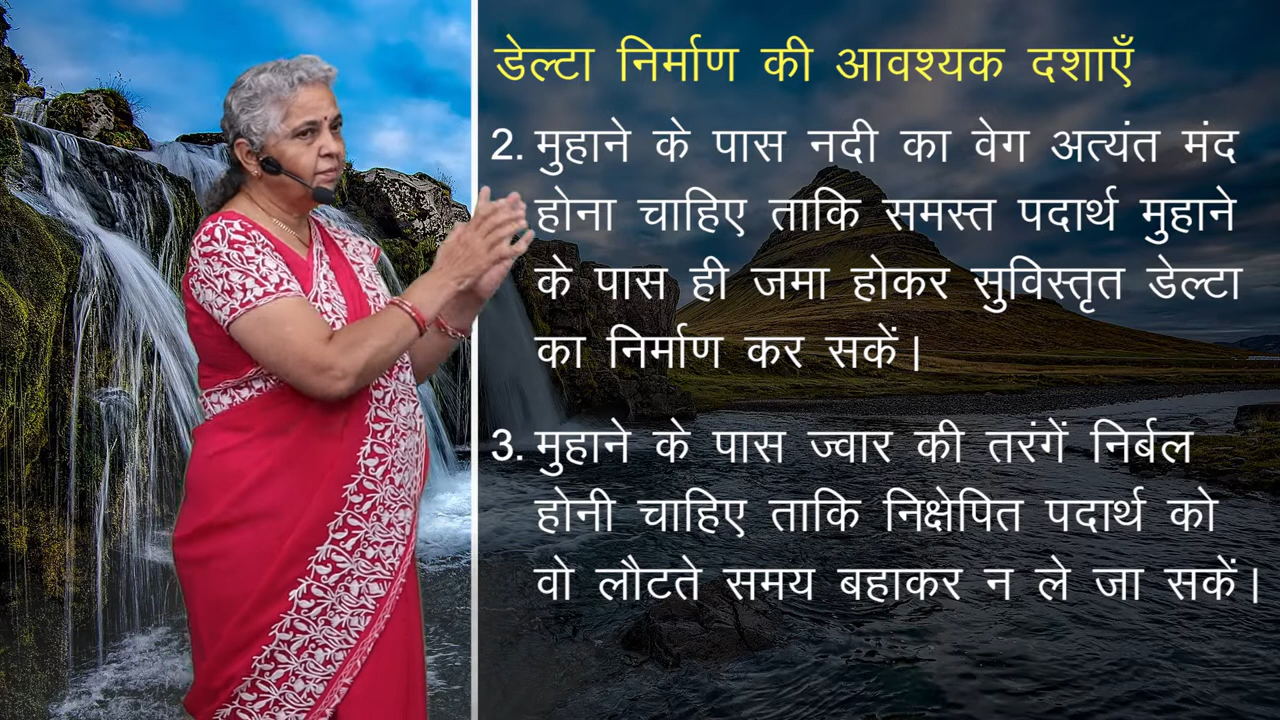 डेल्टा निर्माण की आवश्यक दशाएँ
2. मुहाने के पास नदी का वेग अत्यंत मंद
होना चाहिए ताकि समस्त पदार्थ मुहाने
के पास ही जमा होकर सुविस्तृत डेल्टा
का निर्माण कर सकें।
3. मुहाने के पास ज्वार की तरंगें निर्बल
होनी चाहिए ताकि निक्षेपित पदार्थ को
वो लौटते समय बहाकर न ले जा सकें।